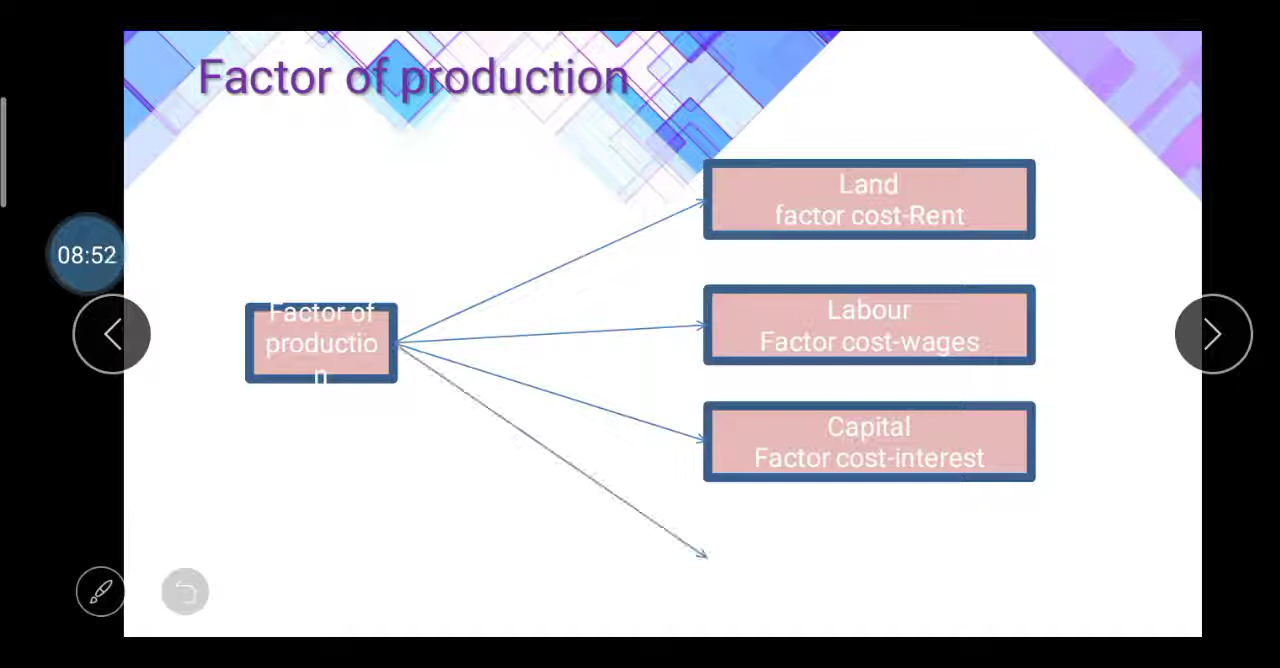 Factor of production
Land
factor cost-Rent
08:52
Factor of
productio
n
Labour
Factor cost-wages
Capital
Factor cost-interest